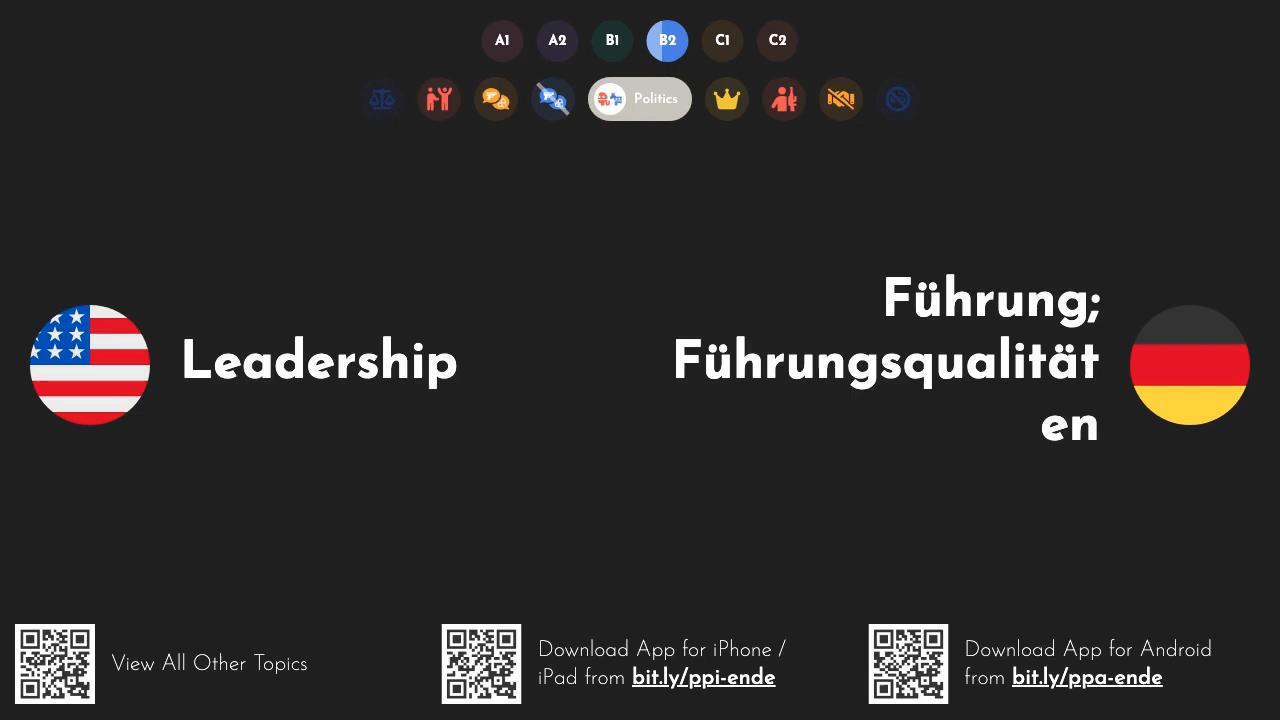 A1 A2 B1 B2 C1 C2
Politics
Leadership
Führung;
Führungsqualität
en
View All Other Topics
Download App for iPhone /
iPad from bit.ly/ppi-ende
Download App for Android
from bit.ly/ppa-ende